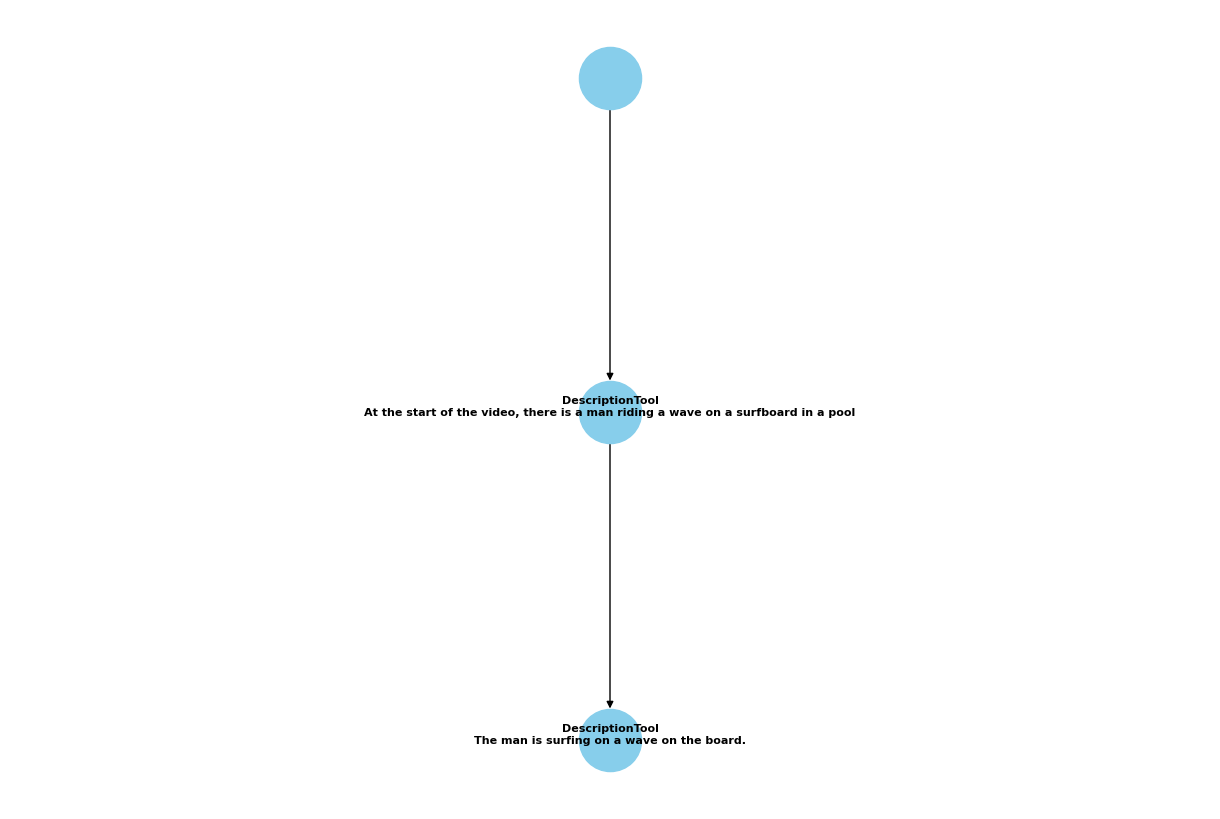 DescriptionTool
At the start of the video, there is a man riding a wave on a surfboard in a pool
DescriptionTool
The man is surfing on a wave on the board.